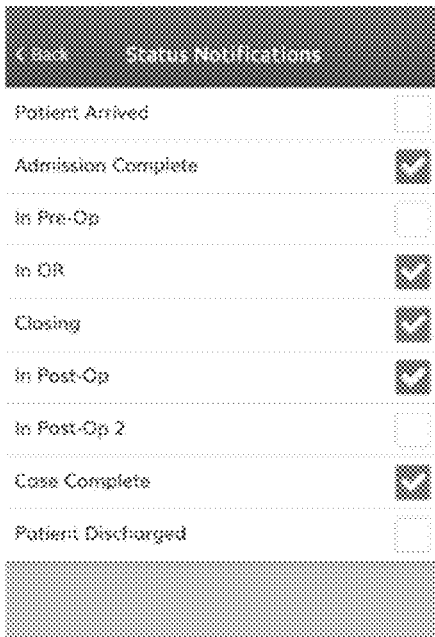 < Back Status Notifications
Patient Arrived
Admission Complete
In Pre-Op
In OR
Closing
In Post-Op
In Post-Op 2
Case Complete
Patient Discharged